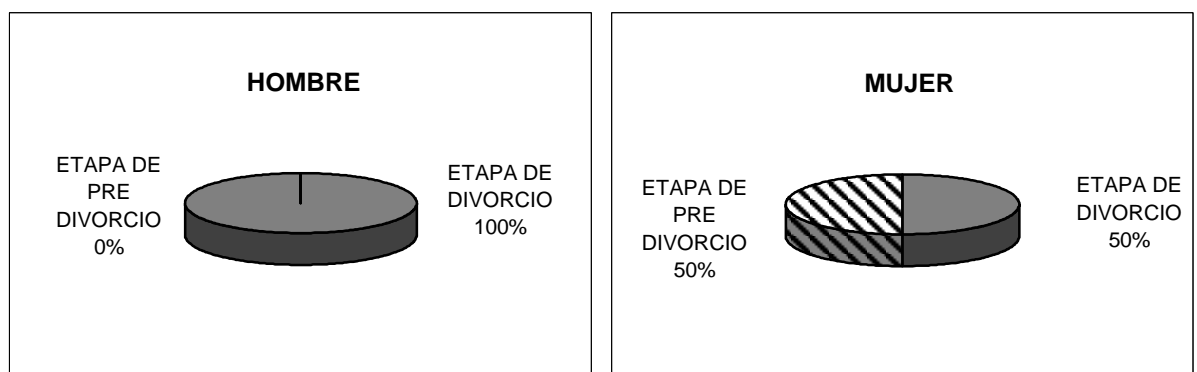 HOMBRE
ETAPA DE
PRE
DIVORCIO
0%
ETAPA DE
DIVORCIO
100%
MUJER
ETAPA DE
PRE
DIVORCIO
50%
ETAPA DE
DIVORCIO
50%